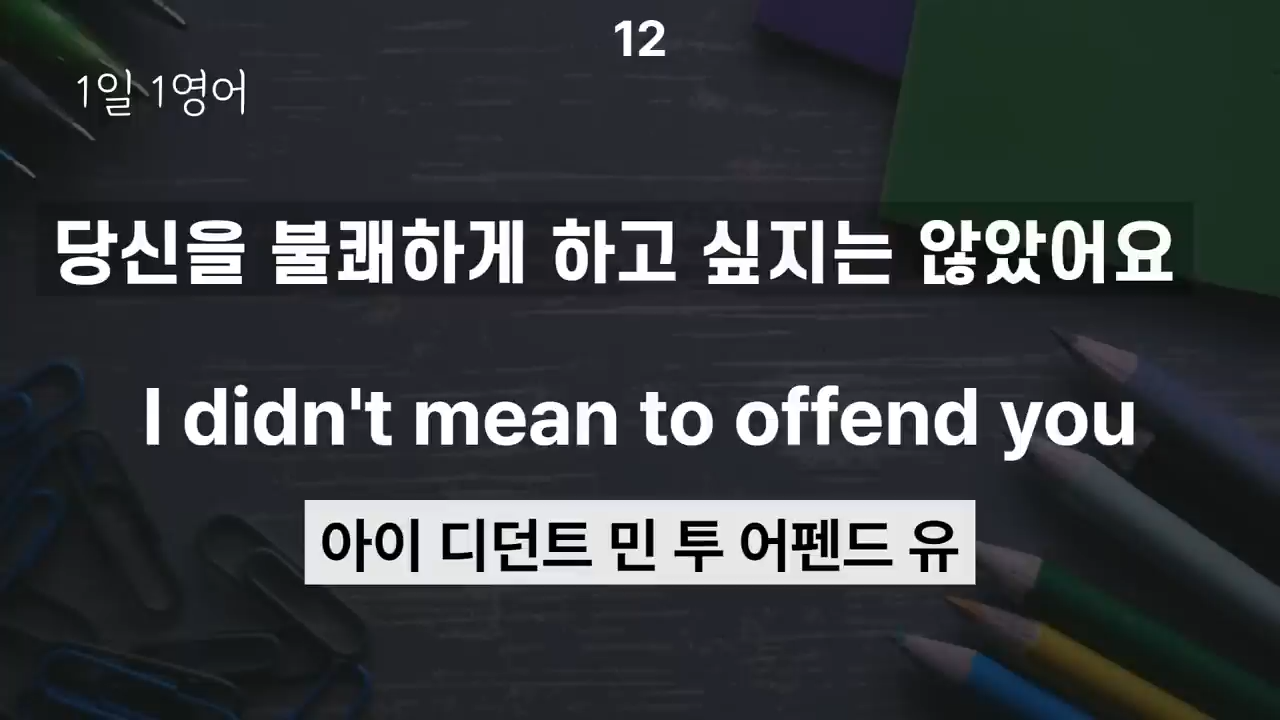 12
1일 1영어
당신을 불쾌하게 하고 싶지는 않았어요
I didn't mean to offend you
아이 디던트 민 투 어펜드 유